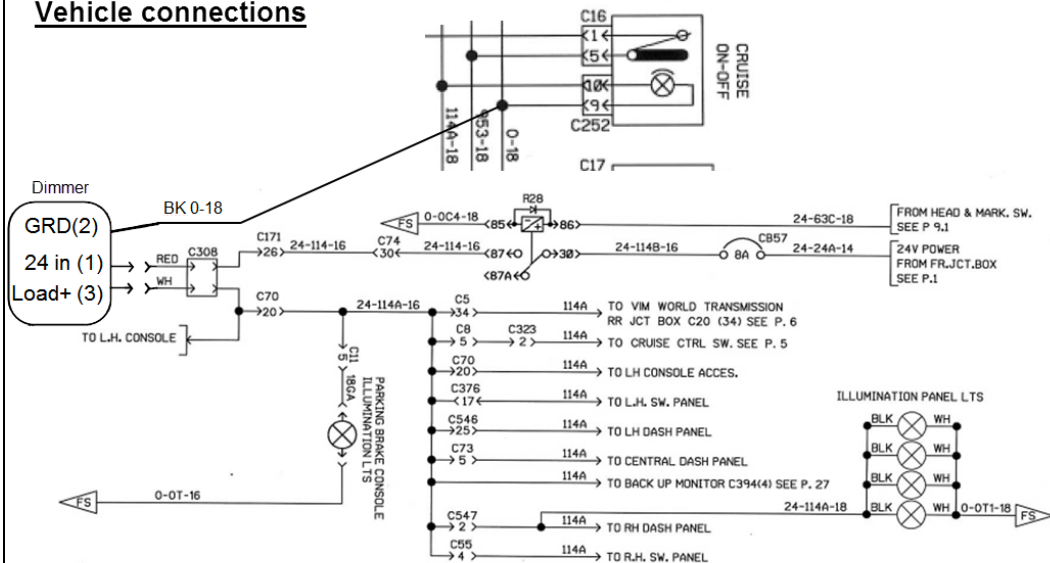 Vehicle connections
C16
<1<
<5<
<10<
<9<
C252
C17
CRUISE
ON-OFF
114A-18
953-18
0-18
Dimmer
GRD(2)
24 in (1)
Load+ (3)
BK 0-18
RED
WH
C308
C171
26
24-114-16
C74
30
24-114-16
FS
0-0C4-18
R28
85
86
87
30
87A
24-63C-18
FROM HEAD & MARK. SW.
SEE P 9.1
24-114B-16
CB57
8A
24-24A-14
24V POWER
FROM FR.JCT.BOX
SEE P.1
C70
20
24-114A-16
TO L.H. CONSOLE
C11
5
18GA
PARKING BRAKE CONSOLE
ILLUMINATION LTS
FS
0-0T-16
C5
34
114A
TO VIM WORLD TRANSMISSION
RR JCT BOX C20 (34) SEE P. 6
C8
5
C323
2
114A
TO CRUISE CTRL SW. SEE P. 5
C70
20
114A
TO LH CONSOLE ACCES.
C376
17
114A
TO L.H. SW. PANEL
C546
25
114A
TO LH DASH PANEL
C73
5
114A
TO CENTRAL DASH PANEL
114A
TO BACK UP MONITOR C394(4) SEE P. 27
C547
2
114A
TO RH DASH PANEL
C55
4
114A
TO R.H. SW. PANEL
24-114A-18
ILLUMINATION PANEL LTS
BLK WH
BLK WH
BLK WH
BLK WH
0-0T1-18
FS